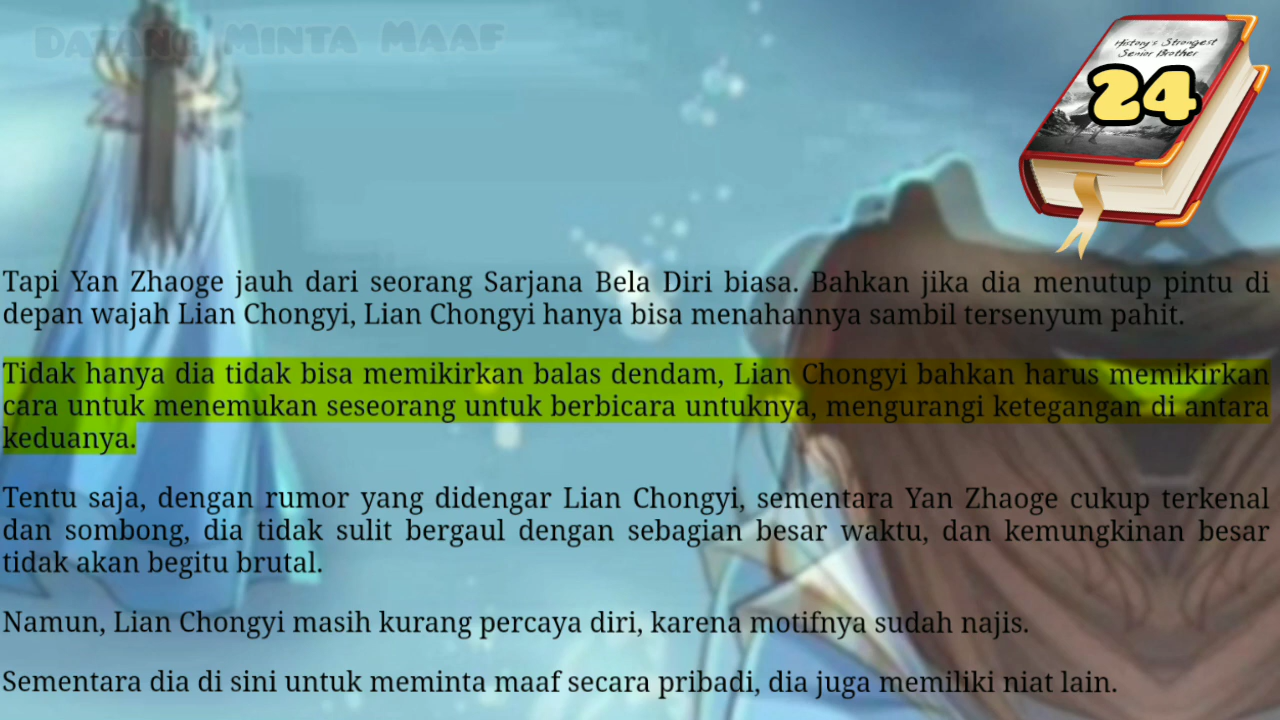 Datang Minta Maaf
History's Strongest
Senior Brother
24
Tapi Yan Zhaoge jauh dari seorang Sarjana Bela Diri biasa. Bahkan jika dia menutup pintu di
depan wajah Lian Chongyi, Lian Chongyi hanya bisa menahannya sambil tersenyum pahit.
Tidak hanya dia tidak bisa memikirkan balas dendam, Lian Chongyi bahkan harus memikirkan
cara untuk menemukan seseorang untuk berbicara untuknya, mengurangi ketegangan di antara
keduanya.
Tentu saja, dengan rumor yang didengar Lian Chongyi, sementara Yan Zhaoge cukup terkenal
dan sombong, dia tidak sulit bergaul dengan sebagian besar waktu, dan kemungkinan besar
tidak akan begitu brutal.
Namun, Lian Chongyi masih kurang percaya diri, karena motifnya sudah najis.
Sementara dia di sini untuk meminta maaf secara pribadi, dia juga memiliki niat lain.